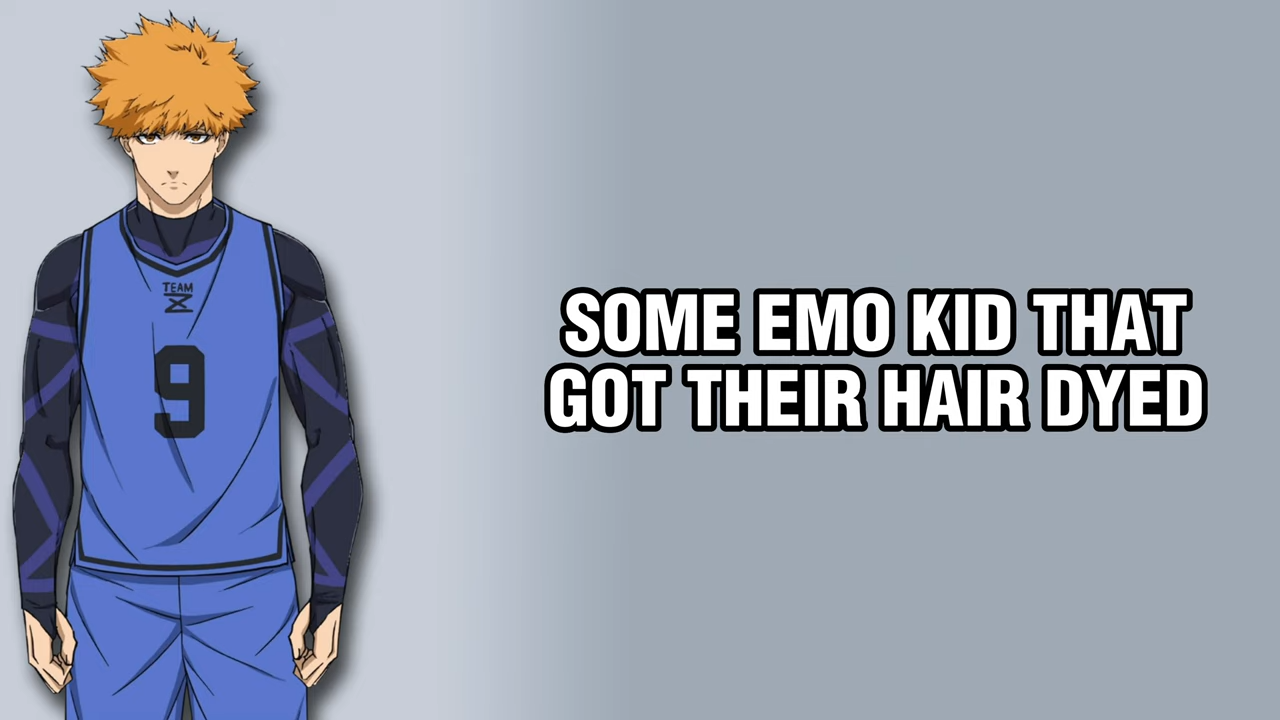 TEAM
Z
9
SOME EMO KID THAT
GOT THEIR HAIR DYED